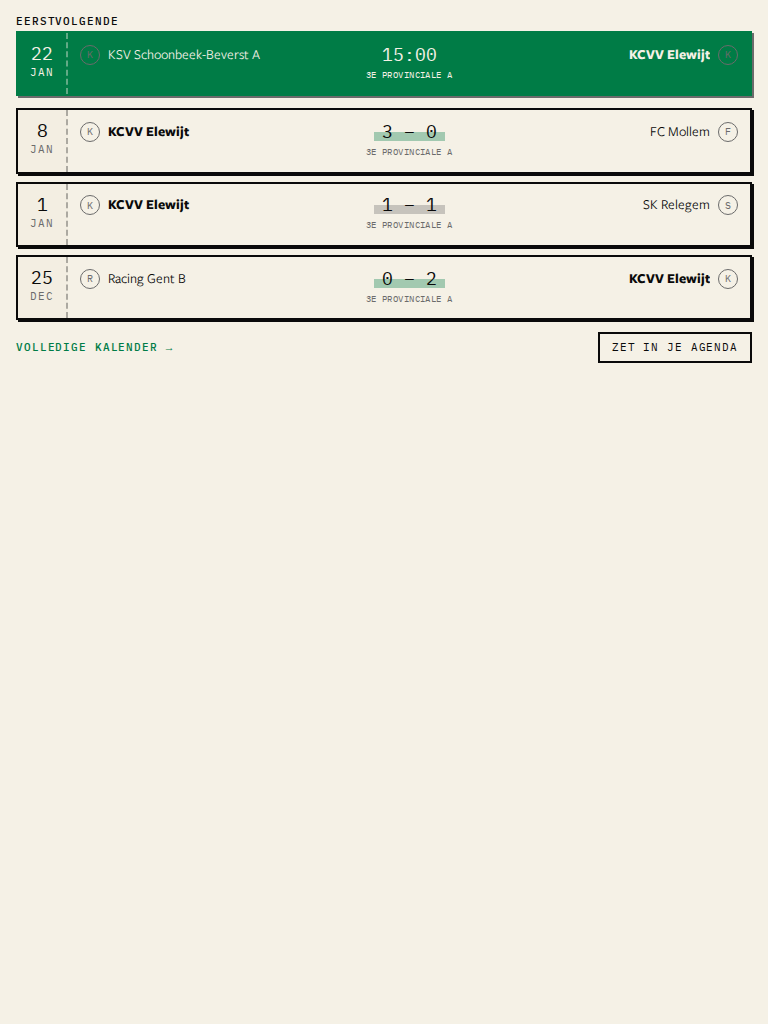 EERSTVOLGENDE
22 JAN K KSV Schoonbeek-Beverst A 15:00 3E PROVINCIALE A KCVV Elewijt K
8 JAN K KCVV Elewijt 3 – 0 3E PROVINCIALE A FC Mollem F
1 JAN K KCVV Elewijt 1 – 1 3E PROVINCIALE A SK Relegem S
25 DEC R Racing Gent B 0 – 2 3E PROVINCIALE A KCVV Elewijt K
VOLLEDIGE KALENDER → ZET IN JE AGENDA